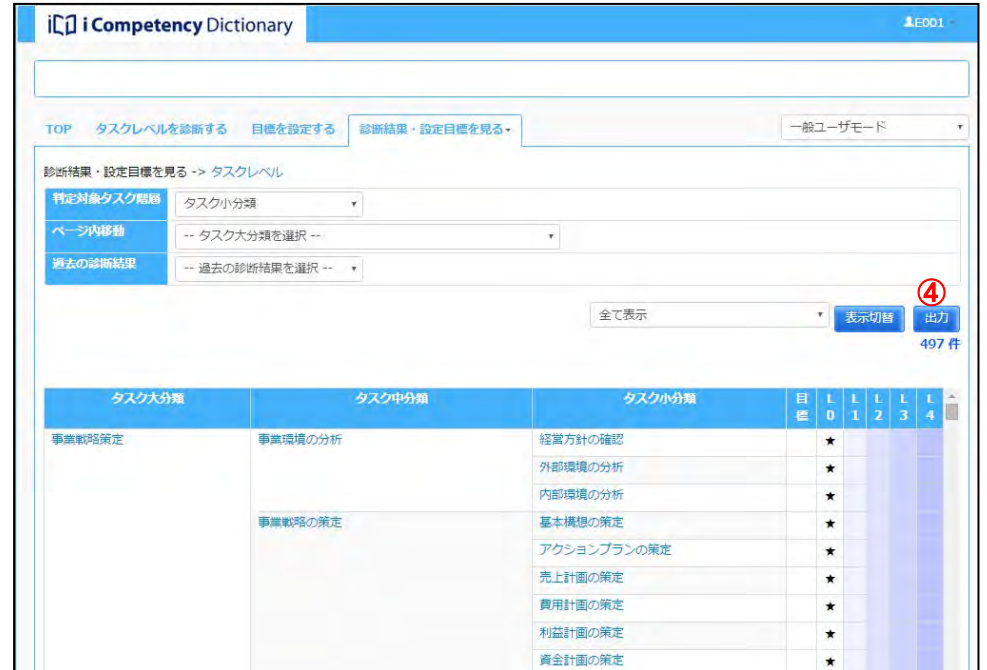 i Competency Dictionary
E001
TOP タスクレベルを診断する 目標を設定する 診断結果・設定目標を見る
一般ユーザモード
診断結果・設定目標を見る -> タスクレベル
判定対象タスク階層 タスク小分類
ページ内移動 -- タスク大分類を選択 --
過去の診断結果 -- 過去の診断結果を選択 --
④
全て表示 表示切替 出力
497 件
タスク大分類 タスク中分類 タスク小分類 目標 L0 L1 L2 L3 L4
事業戦略策定 事業環境の分析 経営方針の確認 ★
外部環境の分析 ★
内部環境の分析 ★
事業戦略の策定 基本構想の策定 ★
アクションプランの策定 ★
売上計画の策定 ★
費用計画の策定 ★
利益計画の策定 ★
資金計画の策定 ★